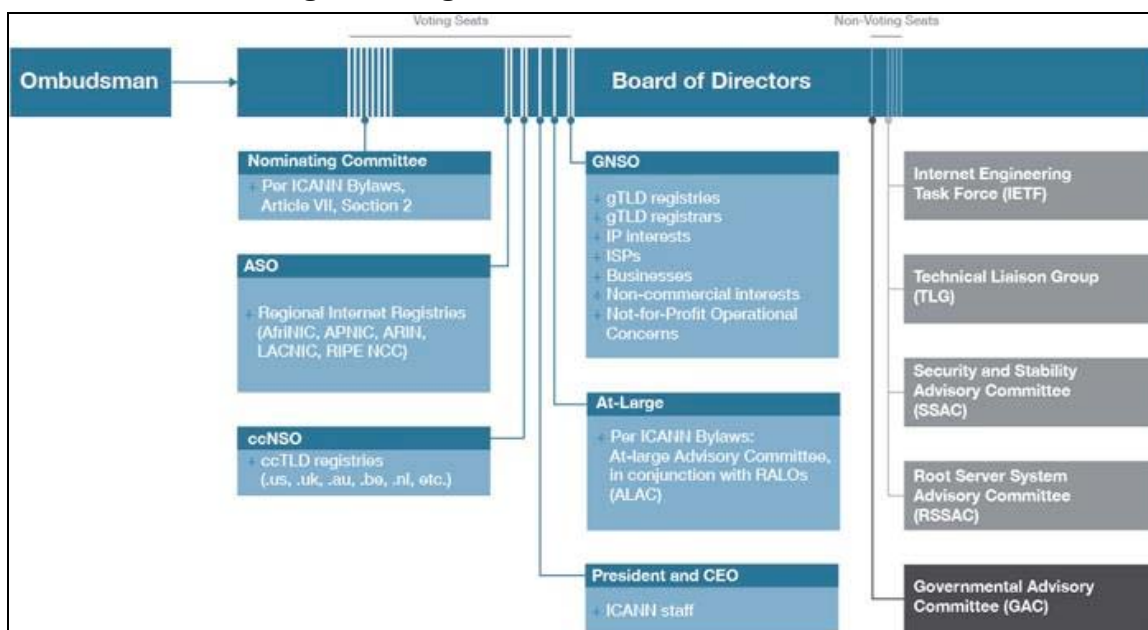 Voting Seats
Non-Voting Seats
Ombudsman
Board of Directors
Nominating Committee
+ Per ICANN Bylaws,
Article VII, Section 2
ASO
+ Regional Internet Registries
(AfriNIC, APNIC, ARIN,
LACNIC, RIPE NCC)
ccNSO
+ ccTLD registries
(.us, .uk, .au, .be, .nl, etc.)
GNSO
+ gTLD registries
+ gTLD registrars
+ IP interests
+ ISPs
+ Businesses
+ Non-commercial interests
+ Not-for-Profit Operational
Concerns
At-Large
+ Per ICANN Bylaws:
At-large Advisory Committee,
in conjunction with RALOs
(ALAC)
President and CEO
+ ICANN staff
Internet Engineering
Task Force (IETF)
Technical Liaison Group
(TLG)
Security and Stability
Advisory Committee
(SSAC)
Root Server System
Advisory Committee
(RSSAC)
Governmental Advisory
Committee (GAC)